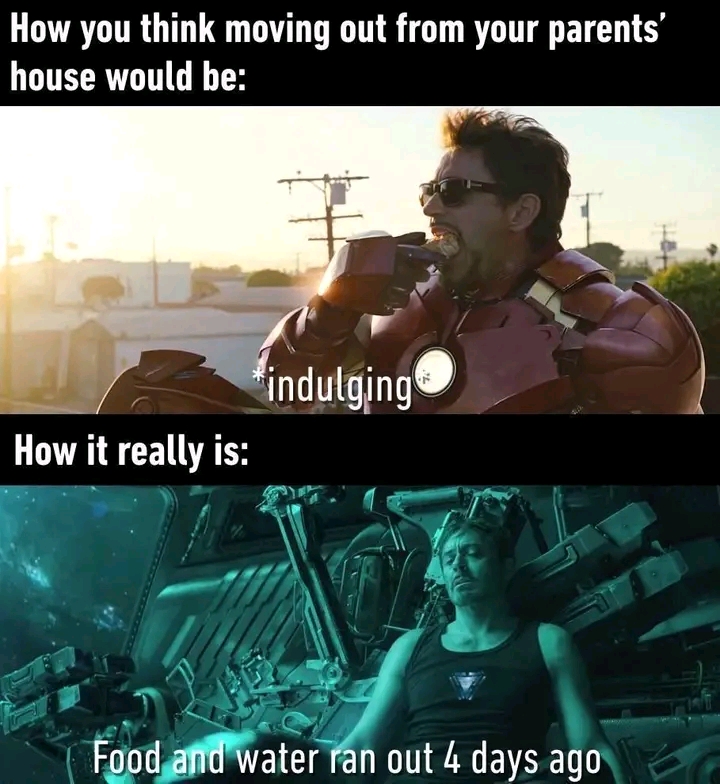 How you think moving out from your parents'
house would be:
*indulging
How it really is:
Food and water ran out 4 days ago